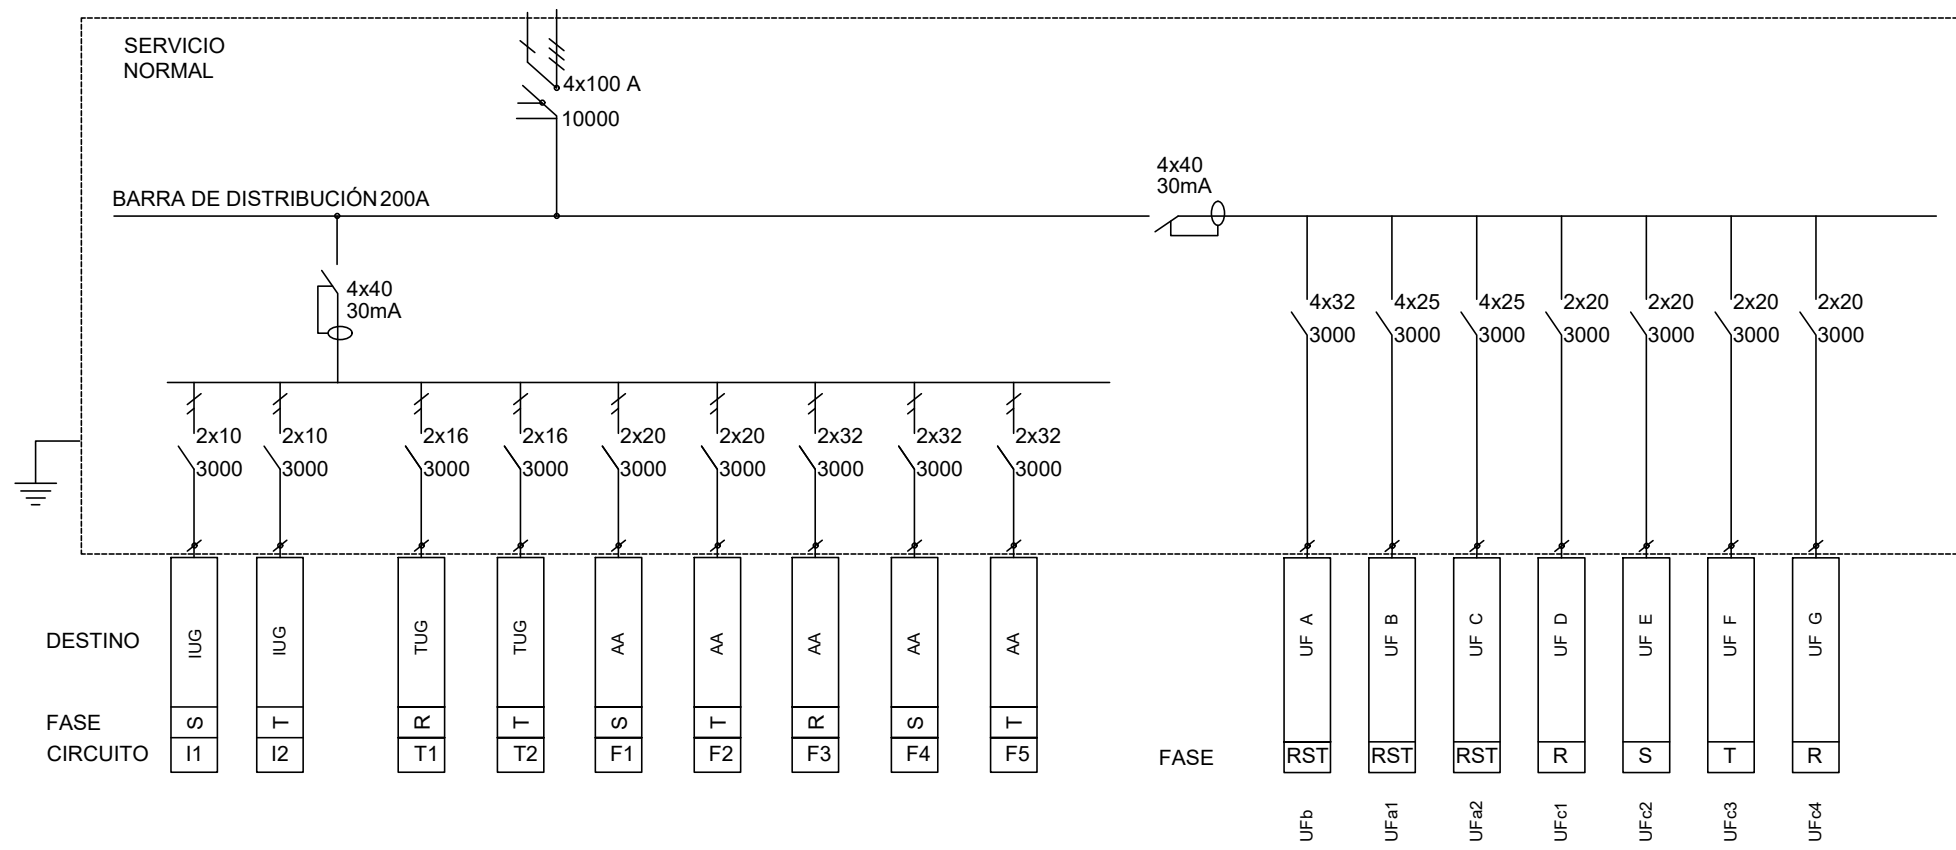 SERVICIO
NORMAL
4x100 A
10000
BARRA DE DISTRIBUCIÓN 200A
4x40
30mA
4x40
30mA
4x32 4x25 4x25 2x20 2x20 2x20 2x20
3000 3000 3000 3000 3000 3000 3000
2x10 2x10 2x16 2x16 2x20 2x20 2x32 2x32 2x32
3000 3000 3000 3000 3000 3000 3000 3000 3000
DESTINO IUG IUG TUG TUG AA AA AA AA AA
FASE S T R T S T R S T
CIRCUITO I1 I2 T1 T2 F1 F2 F3 F4 F5
UF A UF B UF C UF D UF E UF F UF G
FASE RST RST RST R S T R
UFb UFa1 UFa2 UFc1 UFc2 UFc3 UFc4